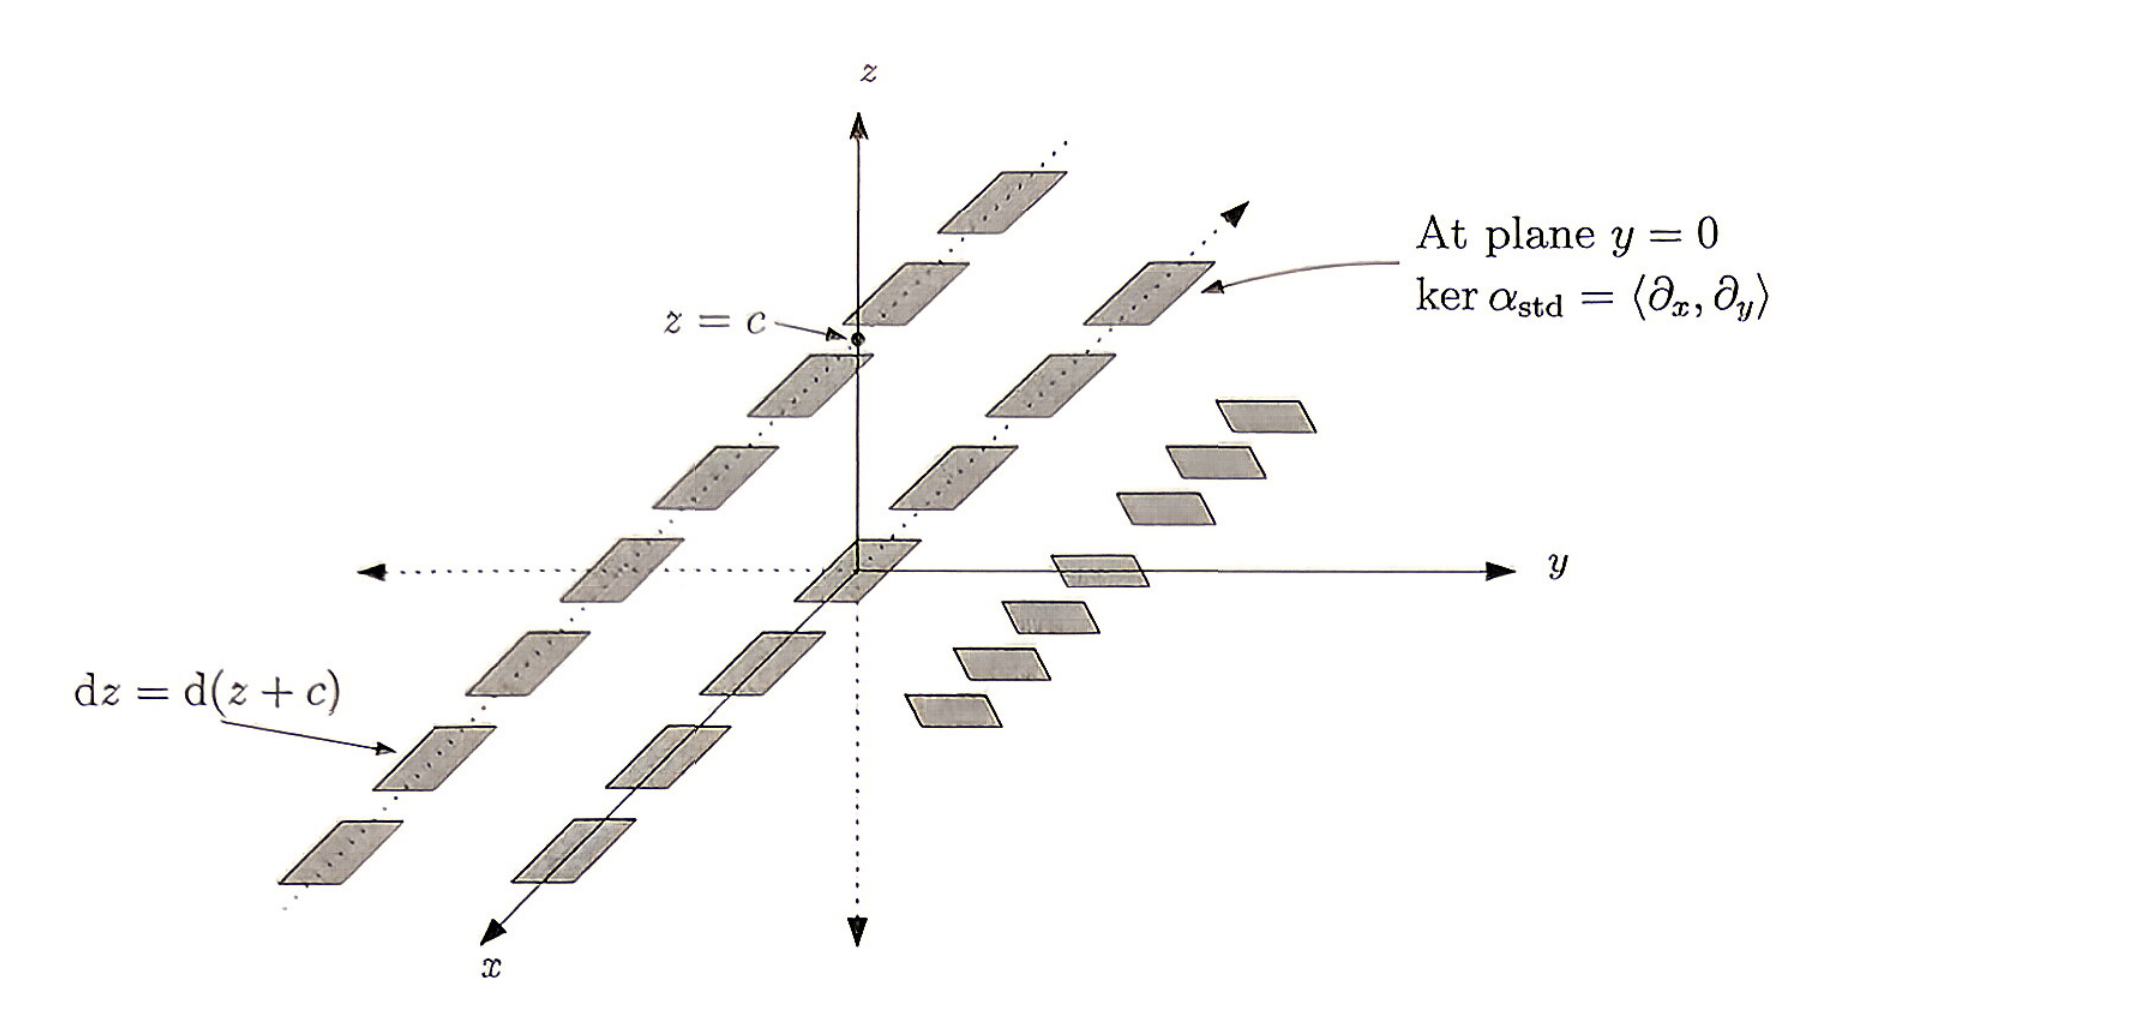 z
At plane y = 0
ker α_std = ⟨∂_x, ∂_y⟩
z = c
y
dz = d(z + c)
x